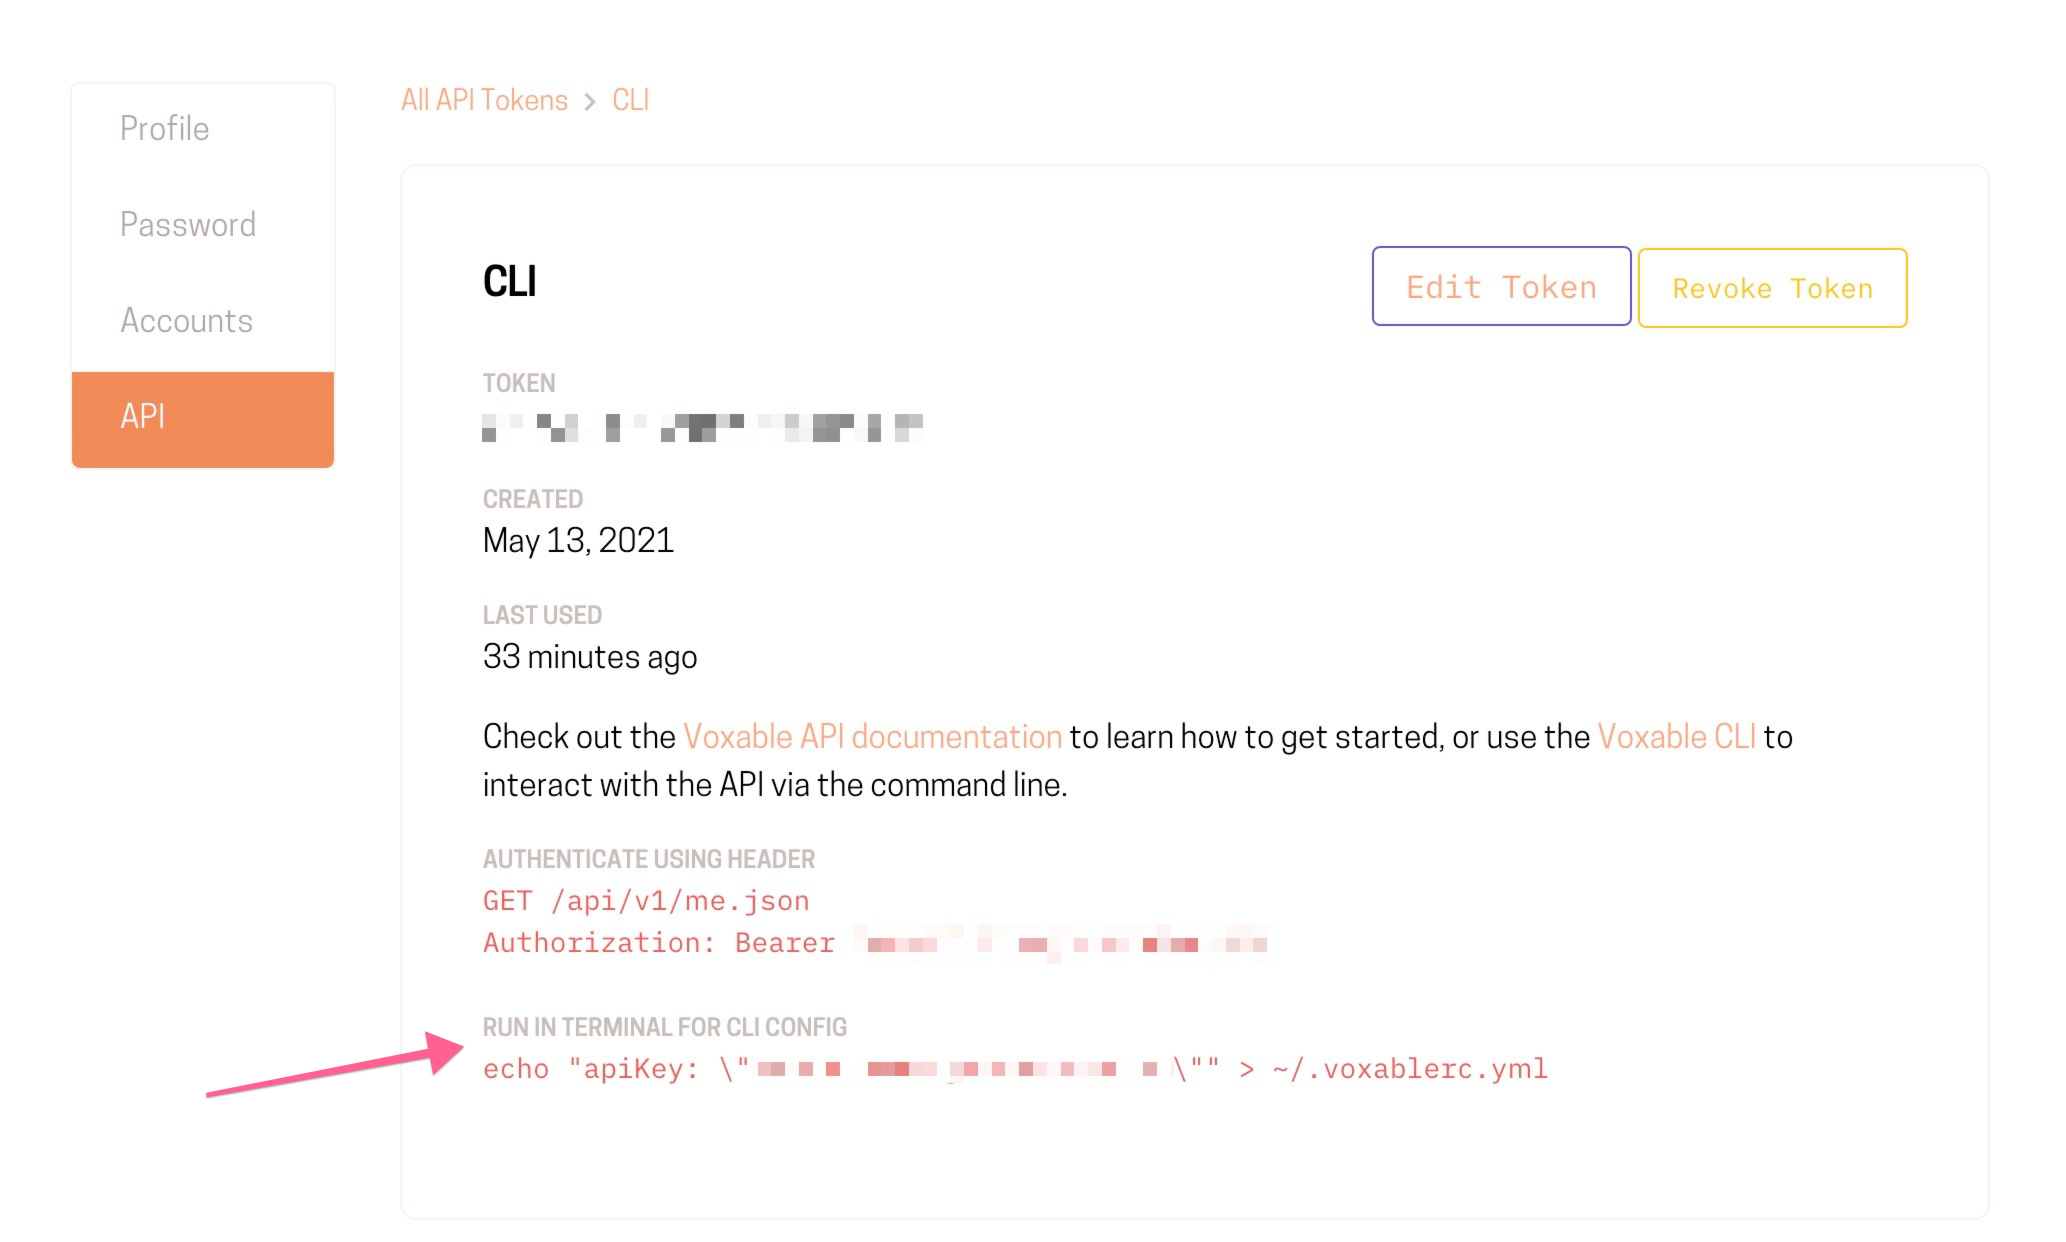 Profile
Password
Accounts
API
All API Tokens > CLI
CLI
Edit Token
Revoke Token
TOKEN
CREATED
May 13, 2021
LAST USED
33 minutes ago
Check out the Voxable API documentation to learn how to get started, or use the Voxable CLI to
interact with the API via the command line.
AUTHENTICATE USING HEADER
GET /api/v1/me.json
Authorization: Bearer
RUN IN TERMINAL FOR CLI CONFIG
echo "apiKey: \" \"" > ~/.voxablerc.yml